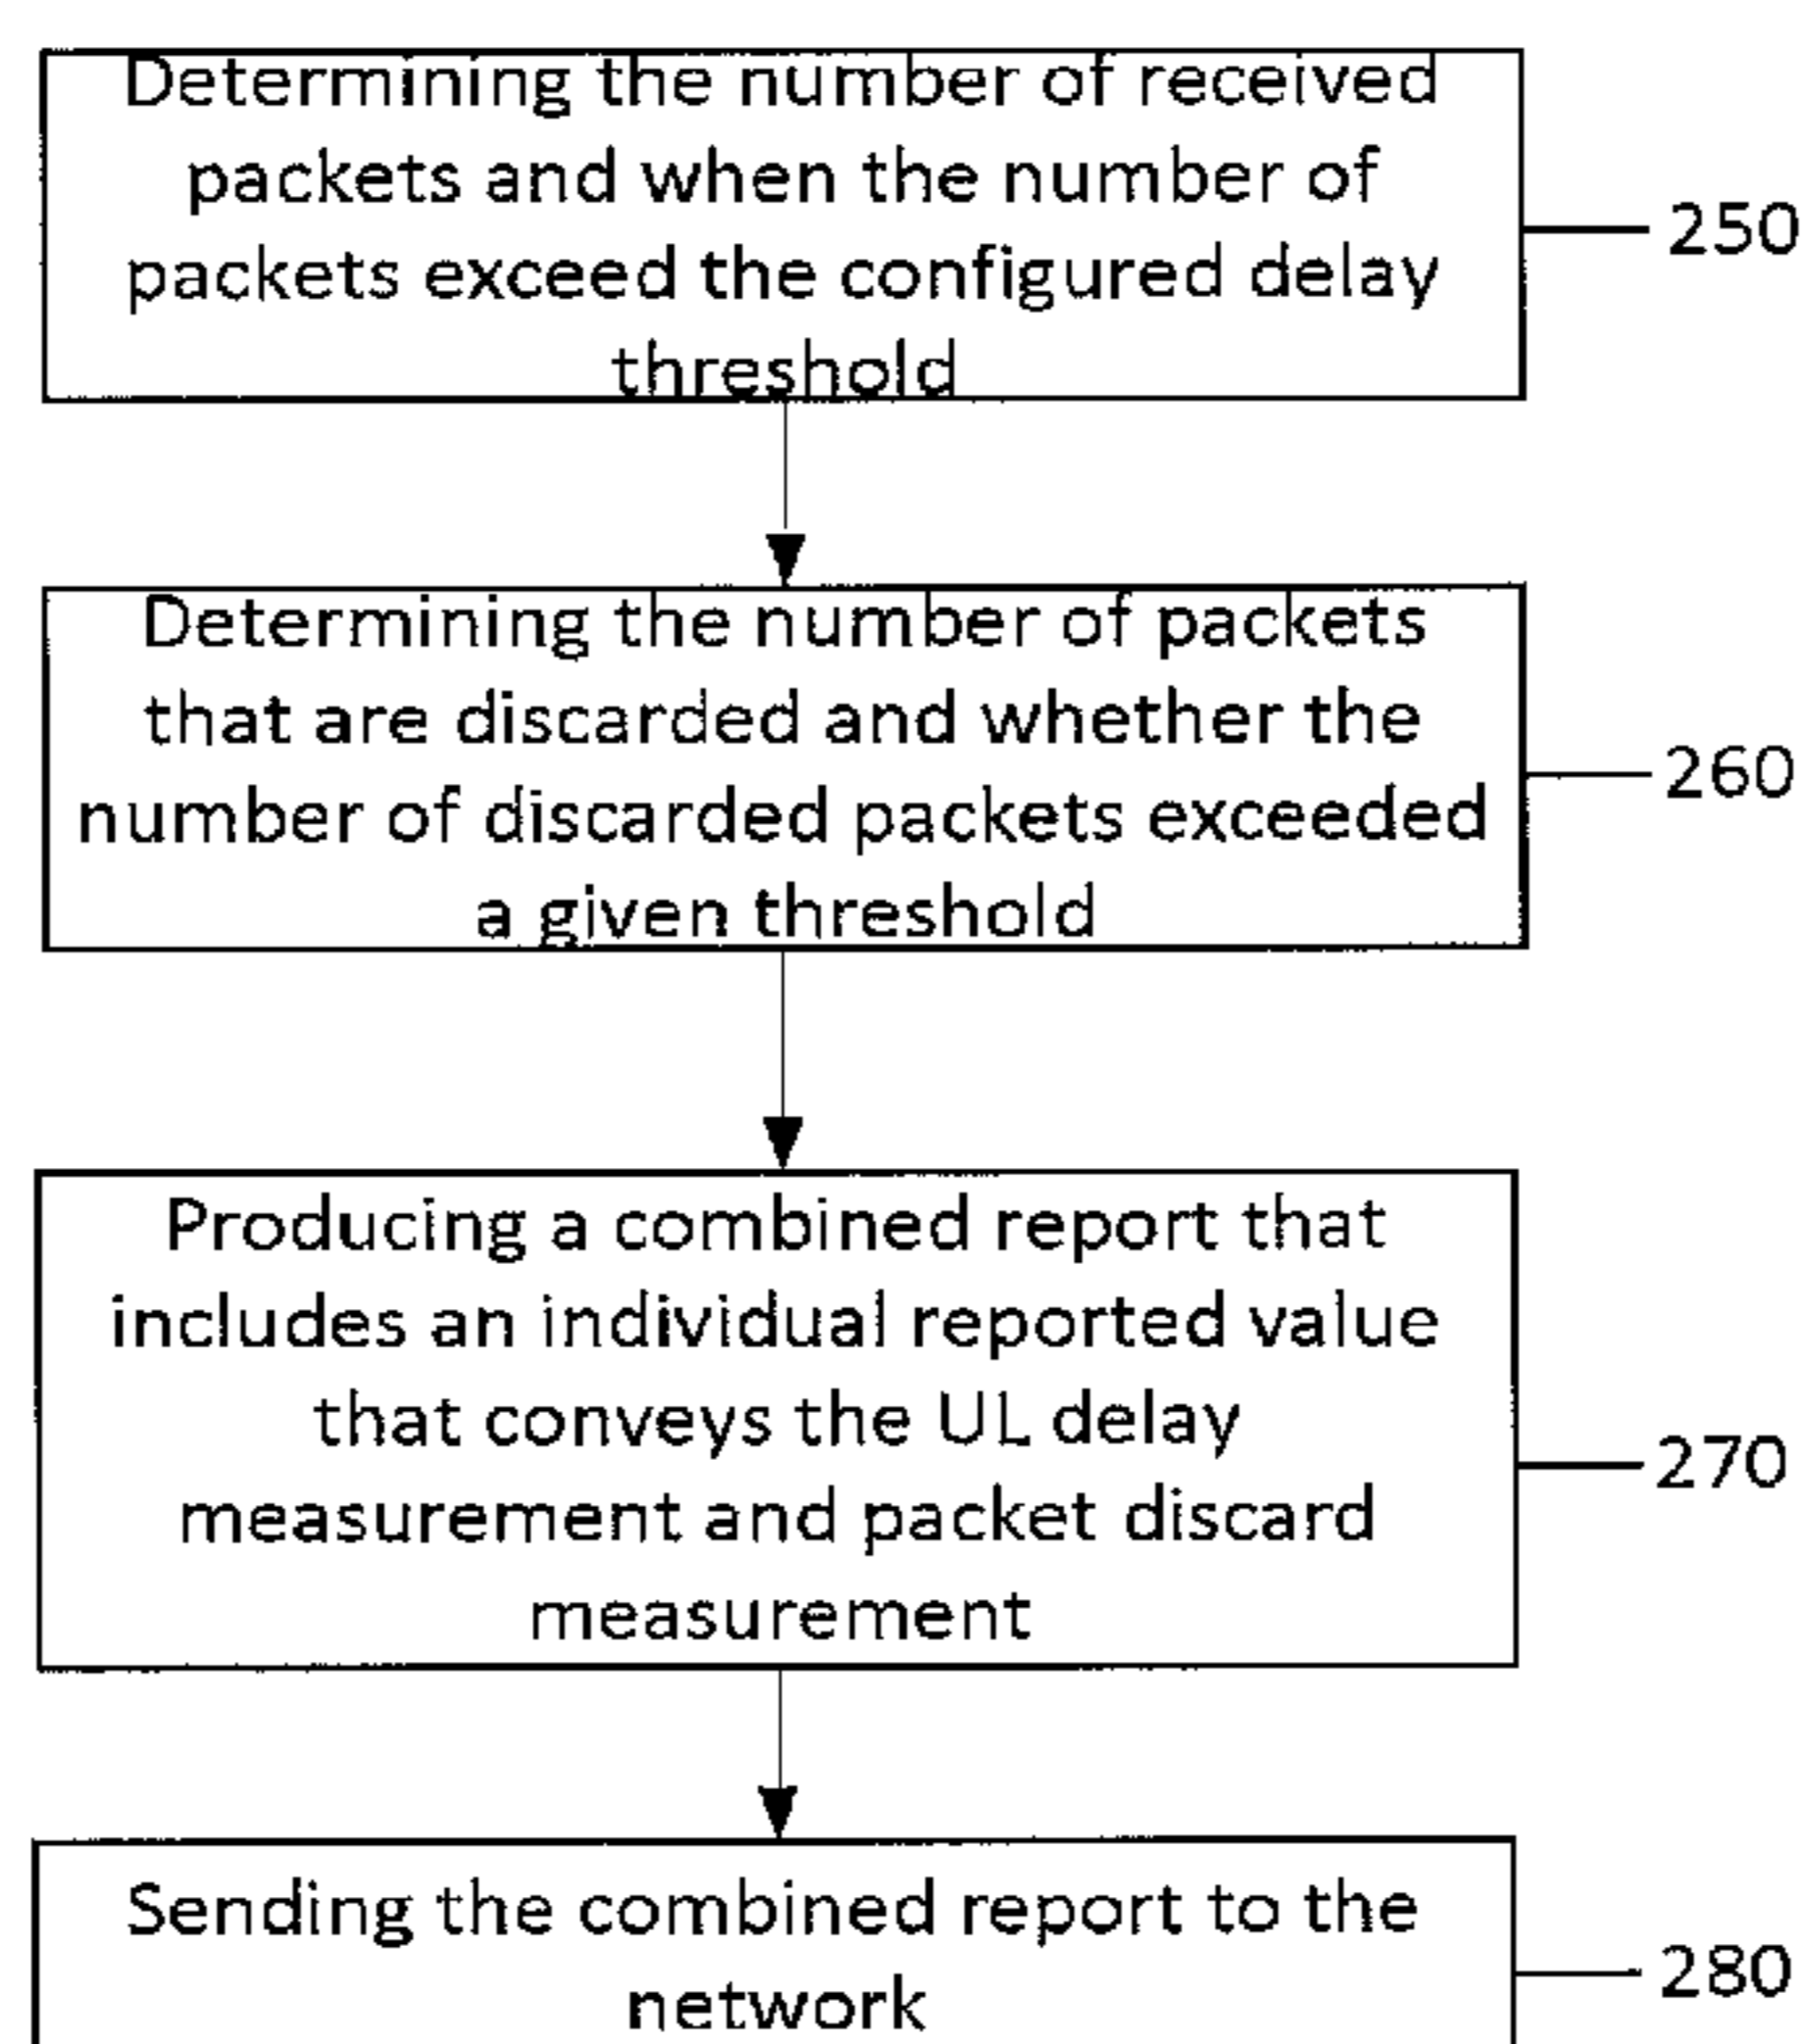 Determining the number of received
packets and when the number of
packets exceed the configured delay
threshold
250
Determining the number of packets
that are discarded and whether the
number of discarded packets exceeded
a given threshold
260
Producing a combined report that
includes an individual reported value
that conveys the UL delay
measurement and packet discard
measurement
270
Sending the combined report to the
network
280